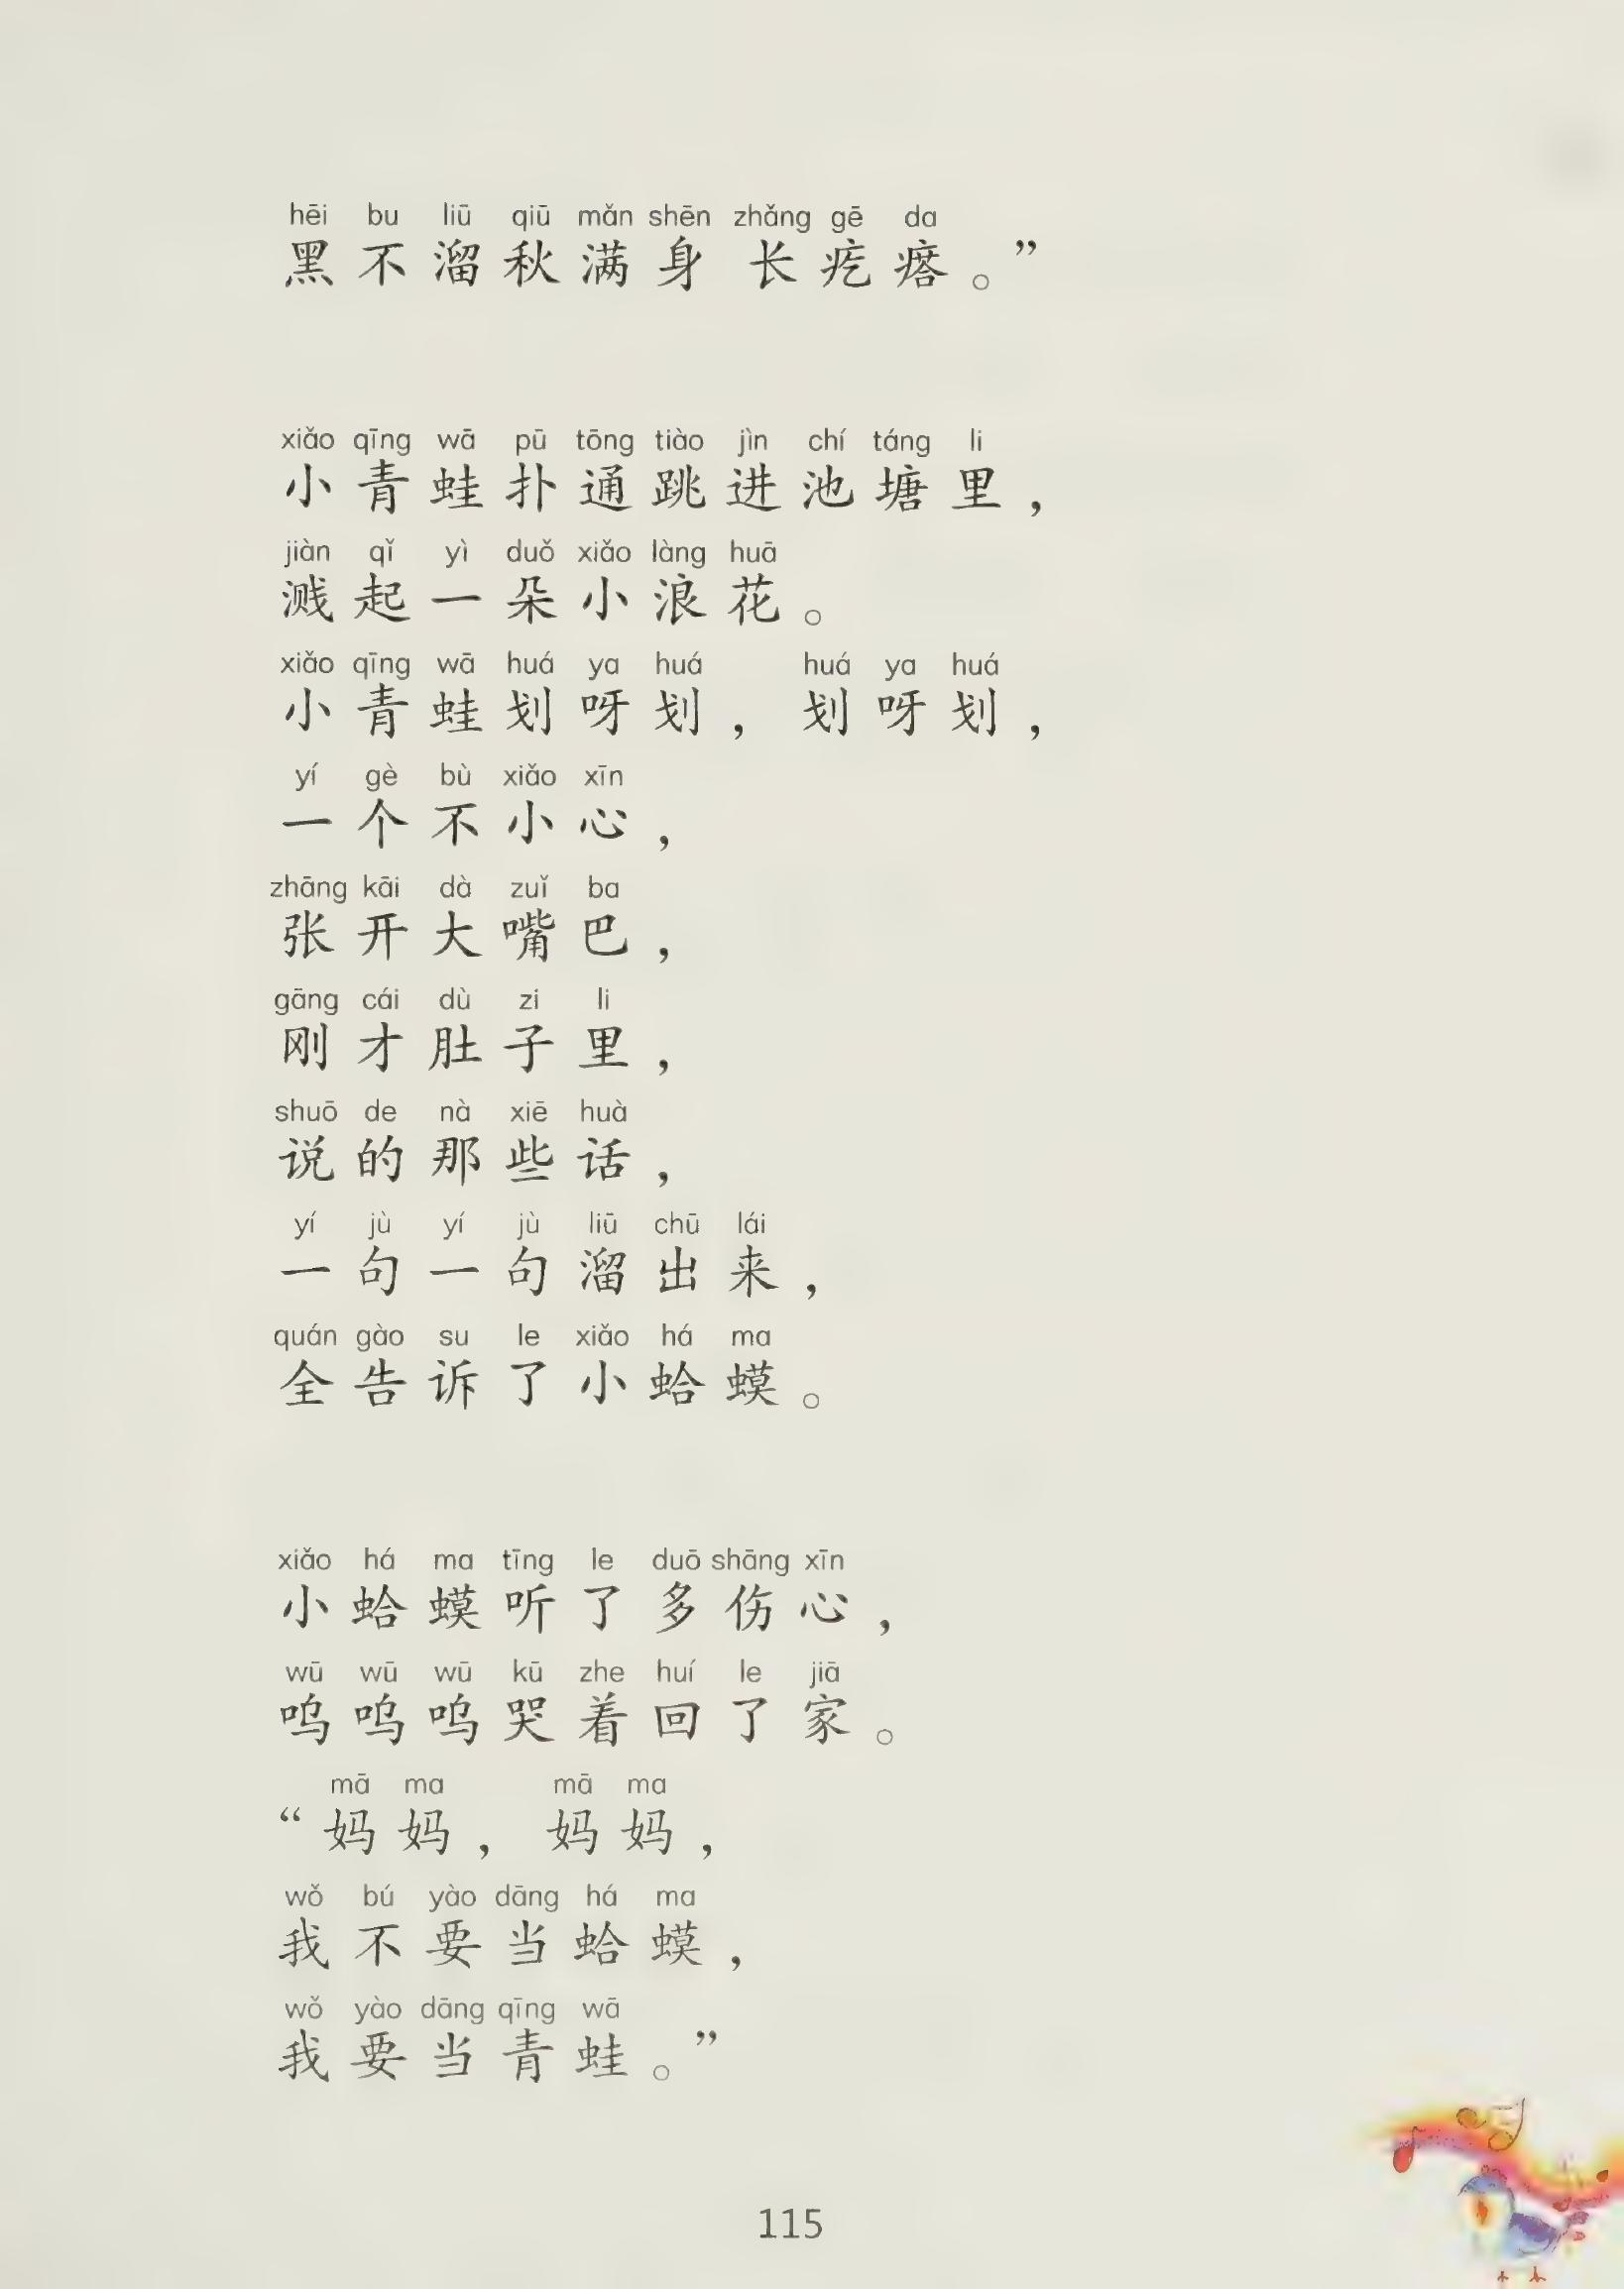 hēi bu liū qiū mǎn shēn zhǎng gē da
黑不溜秋满身长疙瘩。”
xiǎo qīng wā pū tōng tiào jìn chí táng li
小青蛙扑通跳进池塘里，
jiàn qǐ yì duǒ xiǎo làng huā
溅起一朵小浪花。
xiǎo qīng wā huá ya huá huá ya huá
小青蛙划呀划，划呀划，
yí gè bù xiǎo xīn
一个不小心，
zhāng kāi dà zuǐ ba
张开大嘴巴，
gāng cái dù zi li
刚才肚子里，
shuō de nà xiē huà
说的那些话，
yí jù yí jù liū chū lái
一句一句溜出来，
quán gào su le xiǎo há ma
全告诉了小蛤蟆。
xiǎo há ma tīng le duō shāng xīn
小蛤蟆听了多伤心，
wū wū wū kū zhe huí le jiā
呜呜呜哭着回了家。
mā ma mā ma
“妈妈，妈妈，
wǒ bú yào dāng há ma
我不要当蛤蟆，
wǒ yào dāng qīng wā
我要当青蛙。”
115